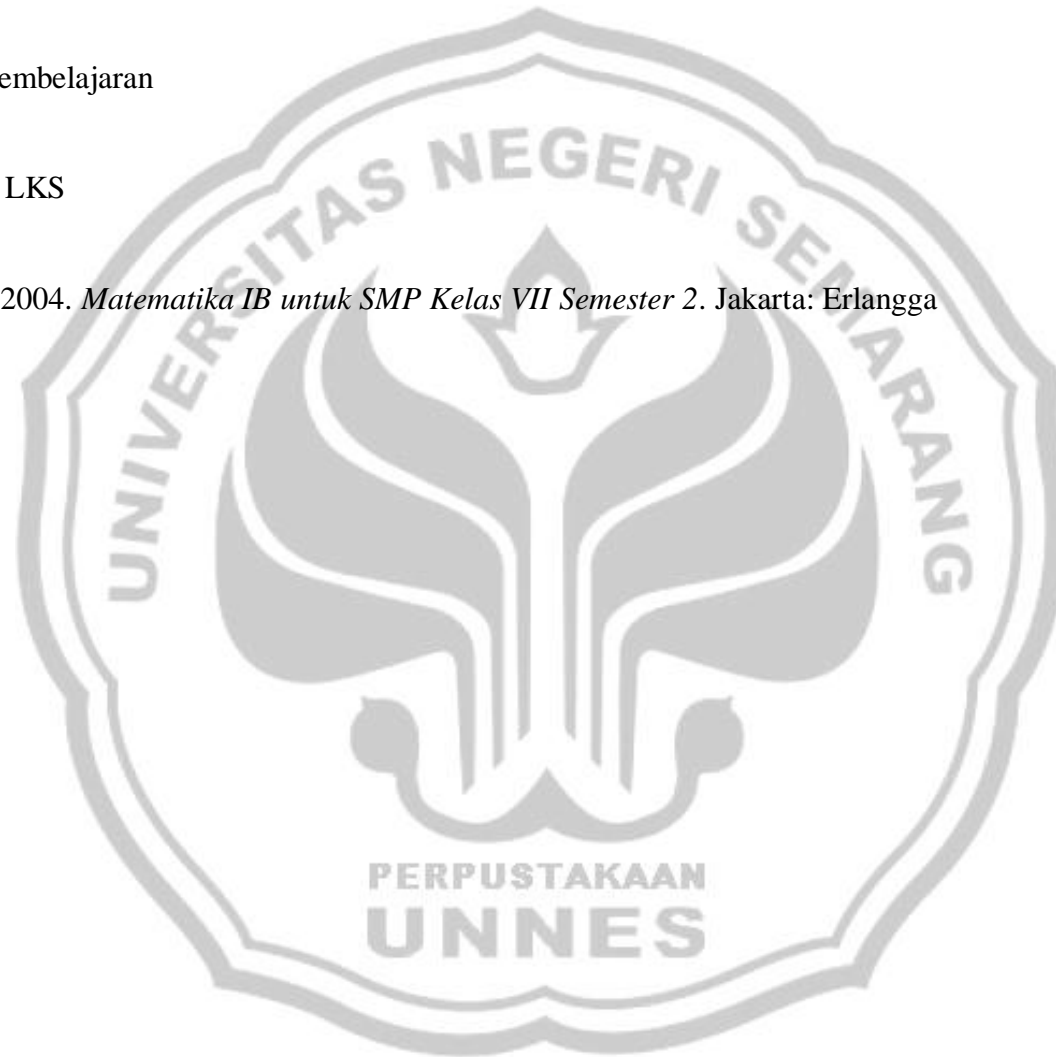 embelajaran
LKS
2004. Matematika IB untuk SMP Kelas VII Semester 2. Jakarta: Erlangga
UNIVERSITAS NEGERI SEMARANG
PERPUSTAKAAN
UNNES